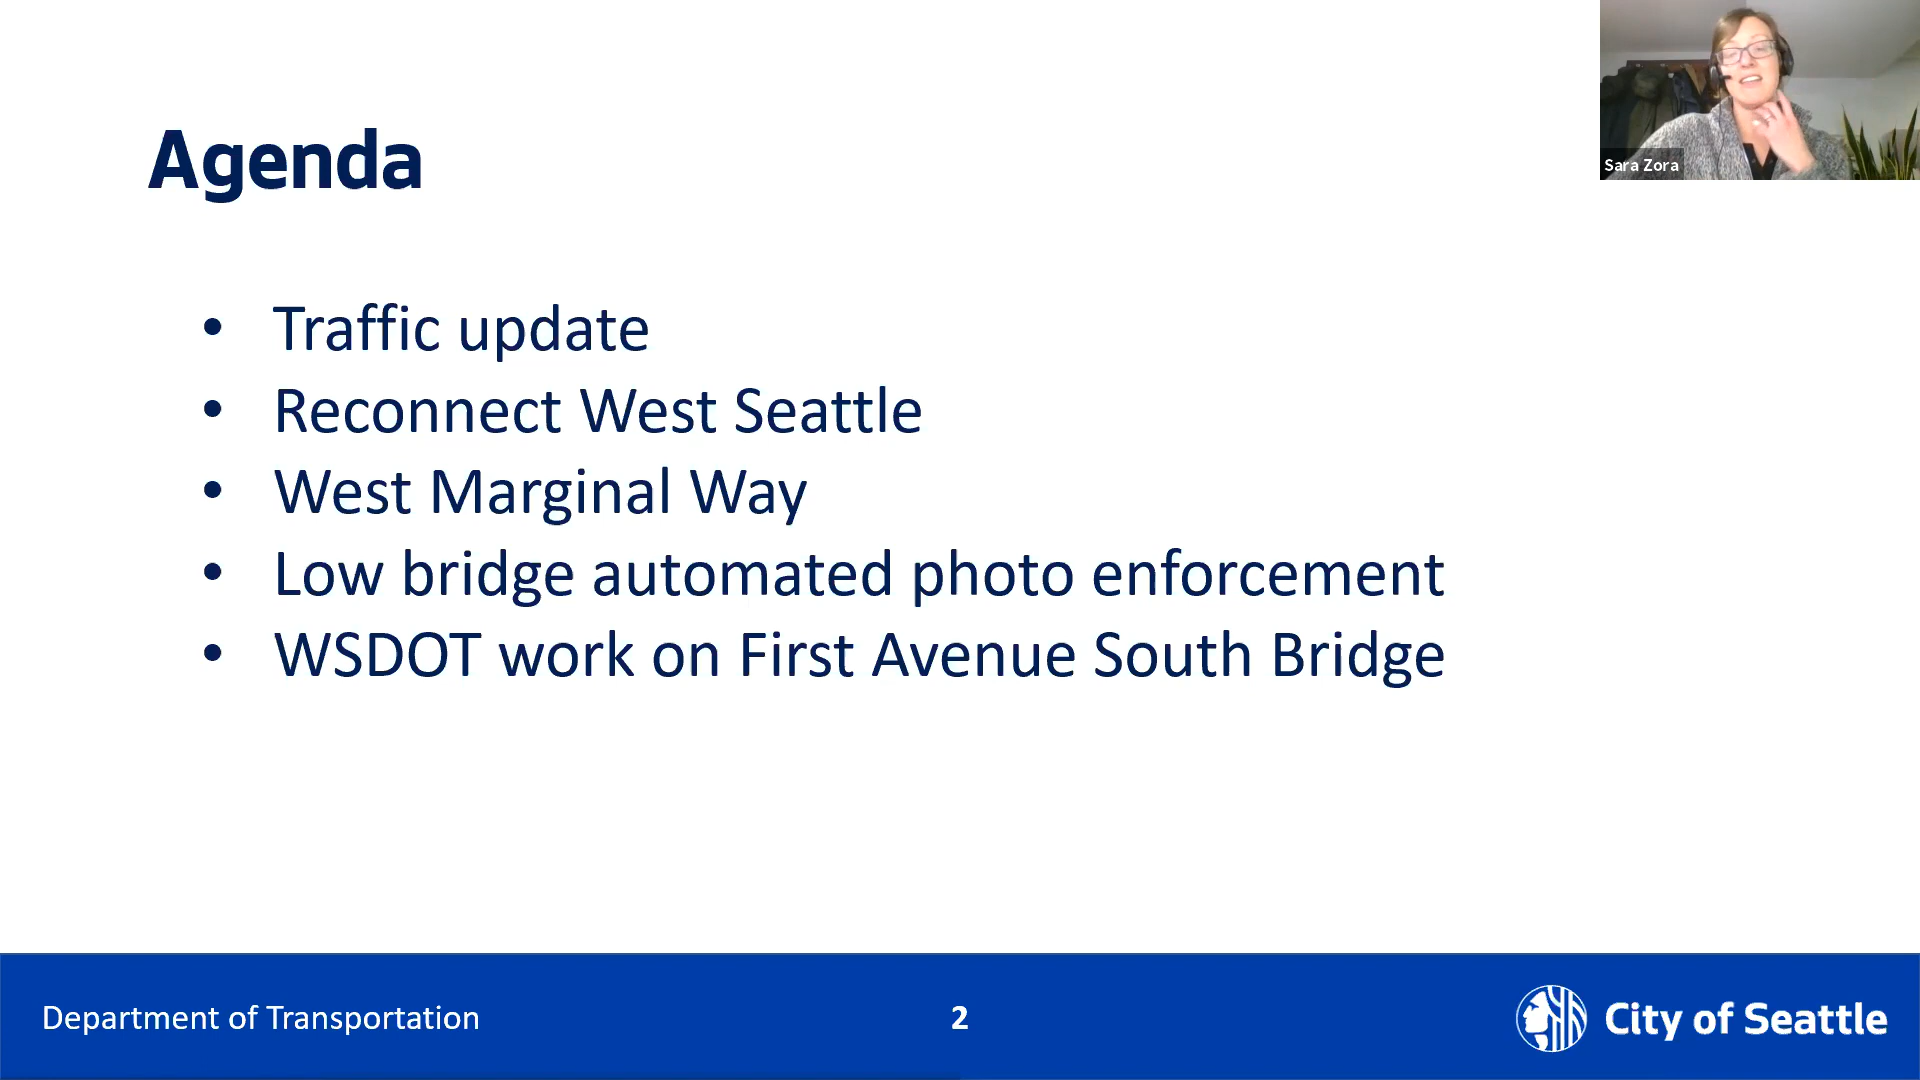 Sara Zora
Agenda
• Traffic update
• Reconnect West Seattle
• West Marginal Way
• Low bridge automated photo enforcement
• WSDOT work on First Avenue South Bridge
Department of Transportation
2
City of Seattle